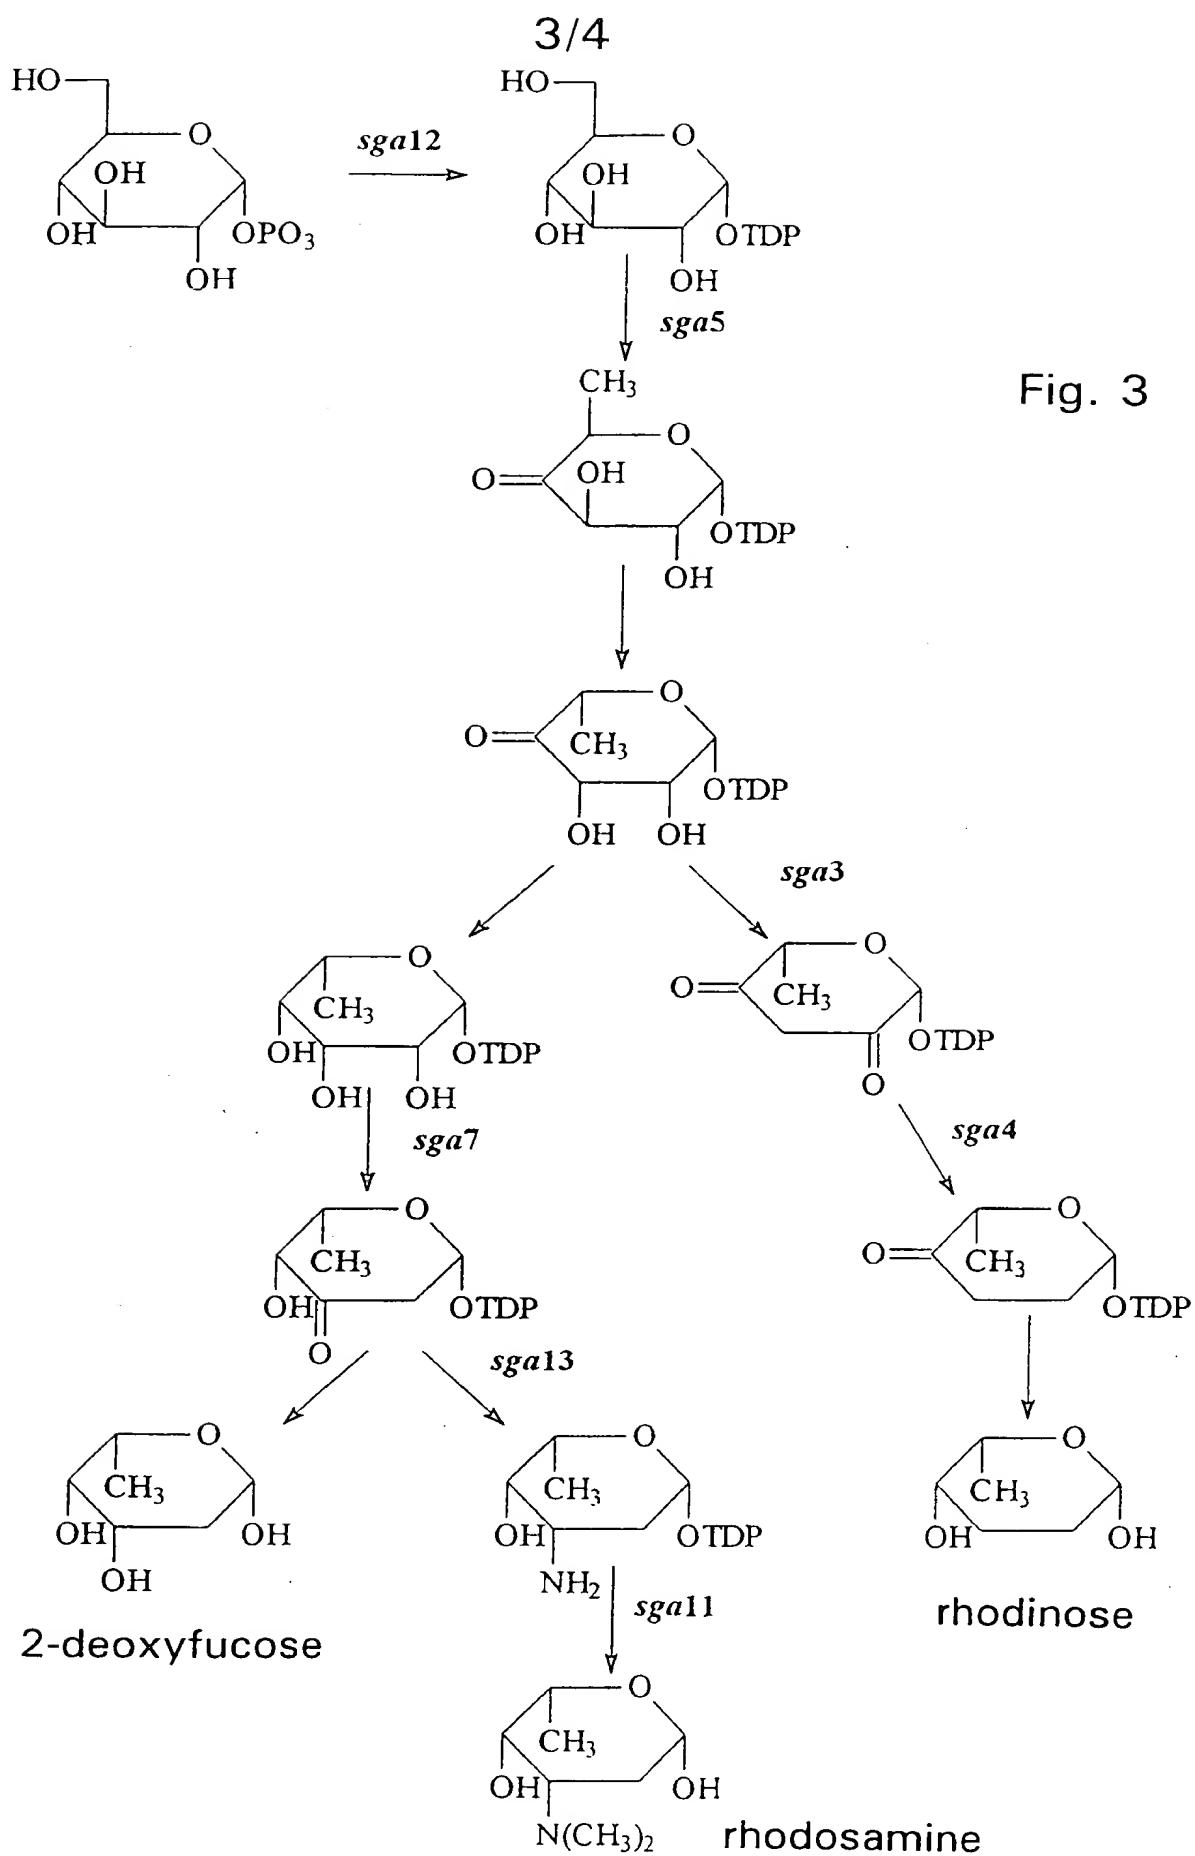 3/4
HO
O
OH
OH
OPO3
OH
sga12
HO
O
OH
OH
OTDP
OH
sga5
Fig. 3
CH3
O
O
OH
OTDP
OH
O
O
CH3
OTDP
OH
OH
sga3
O
CH3
OH
OTDP
OH
OH
O
O
CH3
OTDP
O
sga7
sga4
O
CH3
OH
OTDP
O
O
O
CH3
OTDP
sga13
O
CH3
OH
OH
OH
2-deoxyfucose
O
CH3
OH
OTDP
NH2
O
CH3
OH
OH
rhodinose
sga11
O
CH3
OH
OH
N(CH3)2
rhodosamine